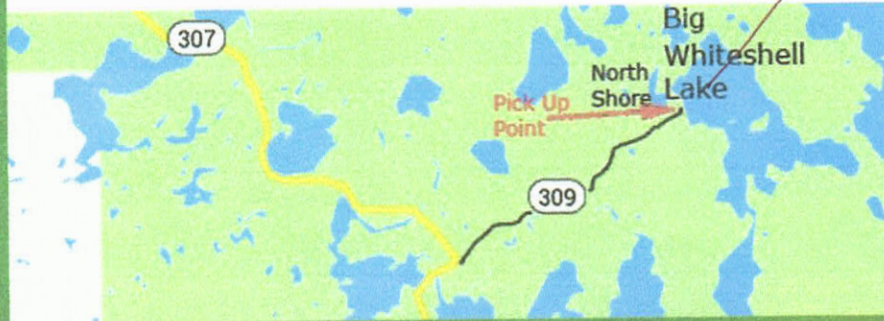 307
Big
Whiteshell
Lake
North
Shore
Pick Up
Point
309